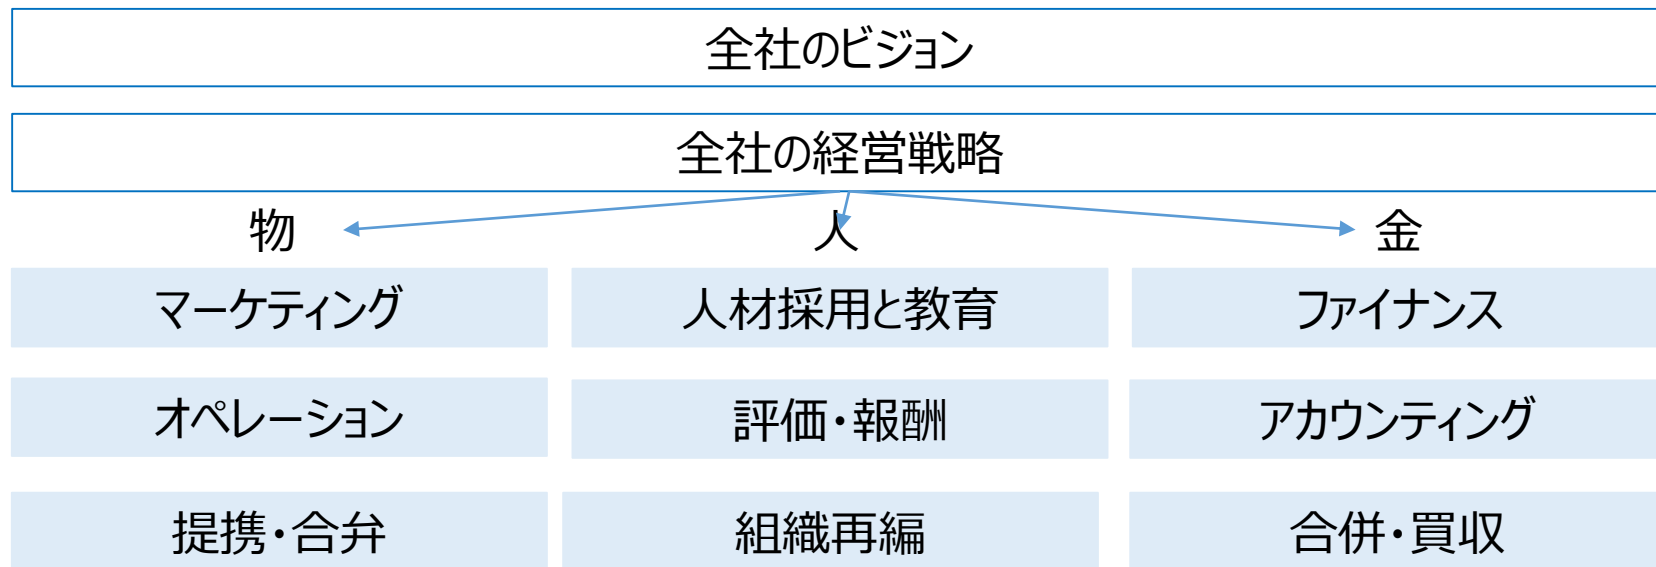 全社のビジョン
全社の経営戦略
物 人 金
マーケティング 人材採用と教育 ファイナンス
オペレーション 評価・報酬 アカウンティング
提携・合弁 組織再編 合併・買収